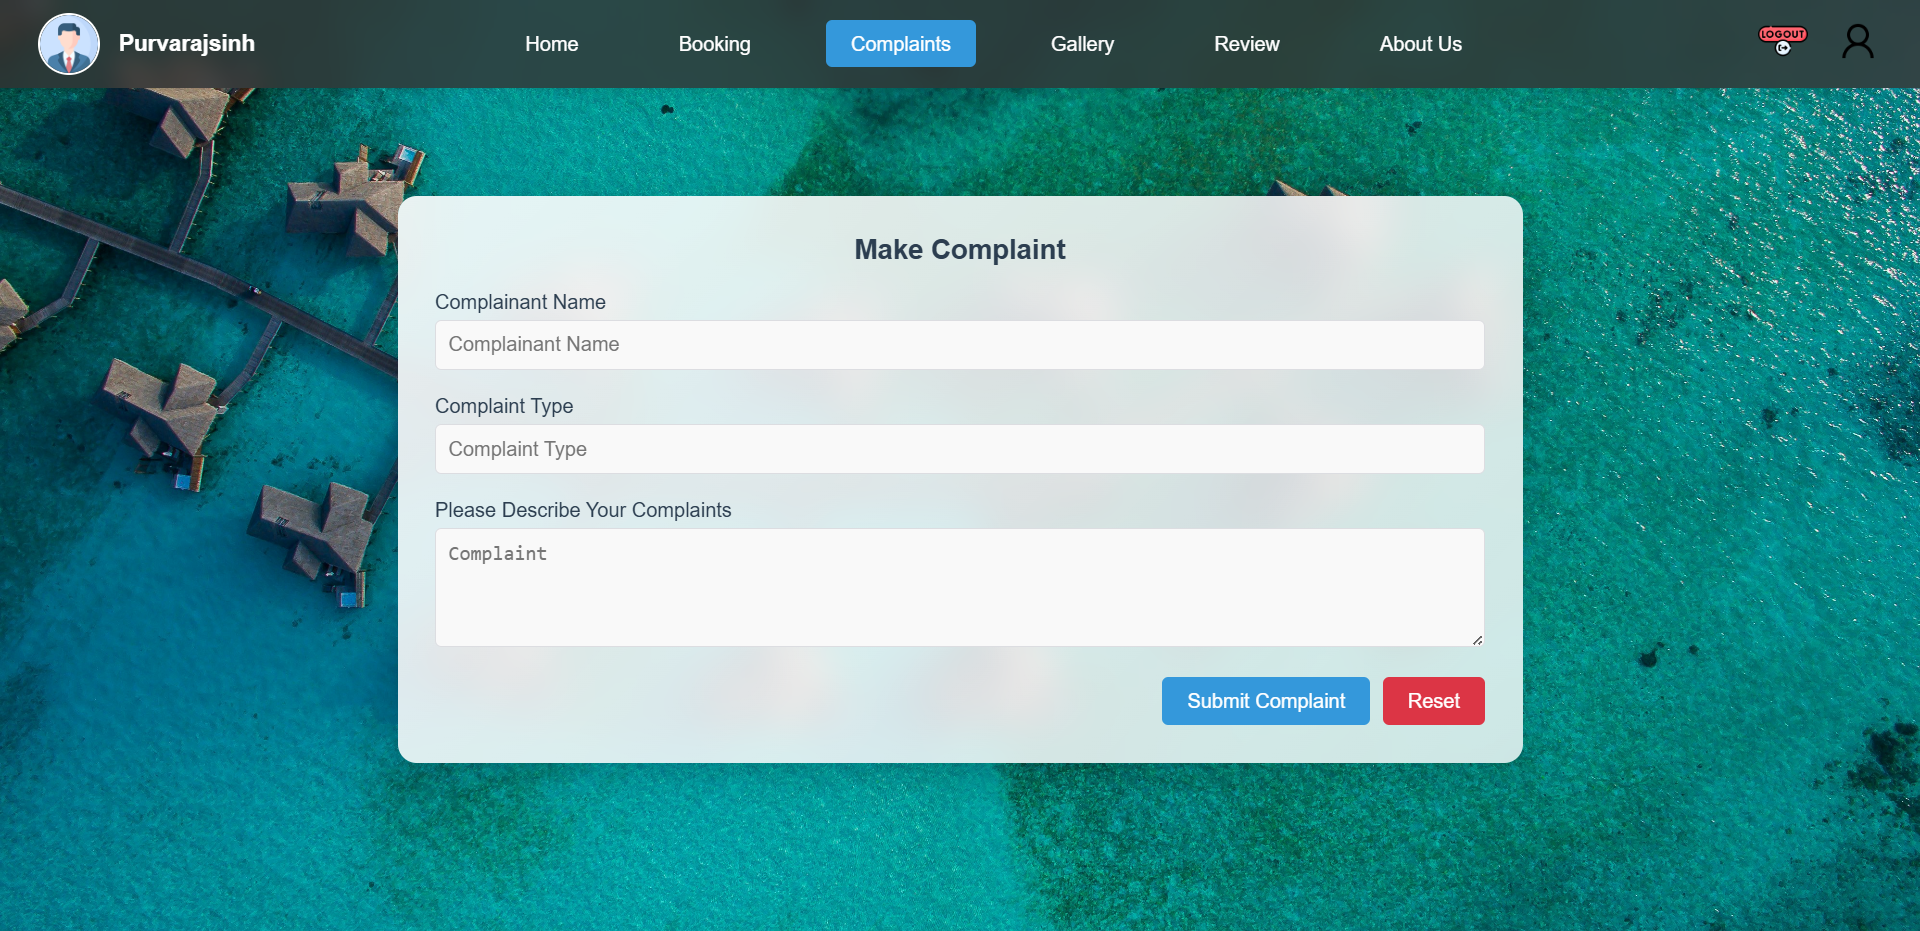 Purvarajsinh
Home
Booking
Complaints
Gallery
Review
About Us
LOGOUT
Make Complaint
Complainant Name
Complainant Name
Complaint Type
Complaint Type
Please Describe Your Complaints
Complaint
Submit Complaint
Reset